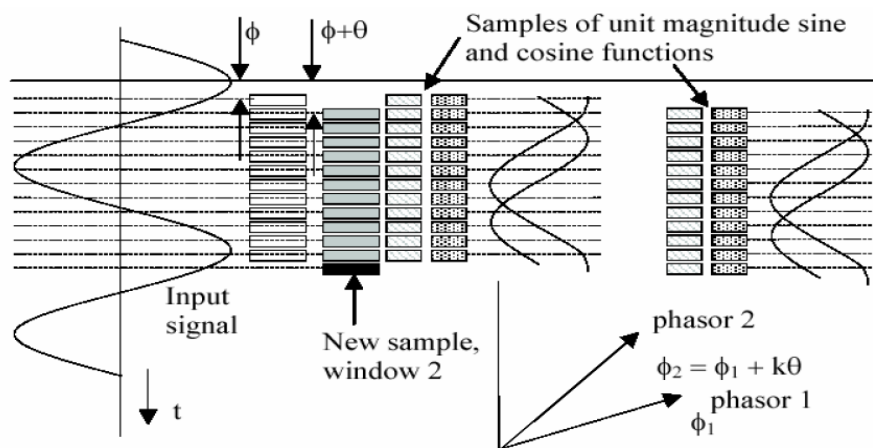 ϕ
ϕ+θ
Samples of unit magnitude sine
and cosine functions
Input
signal
New sample,
window 2
t
phasor 2
ϕ₂ = ϕ₁ + kθ
phasor 1
ϕ₁